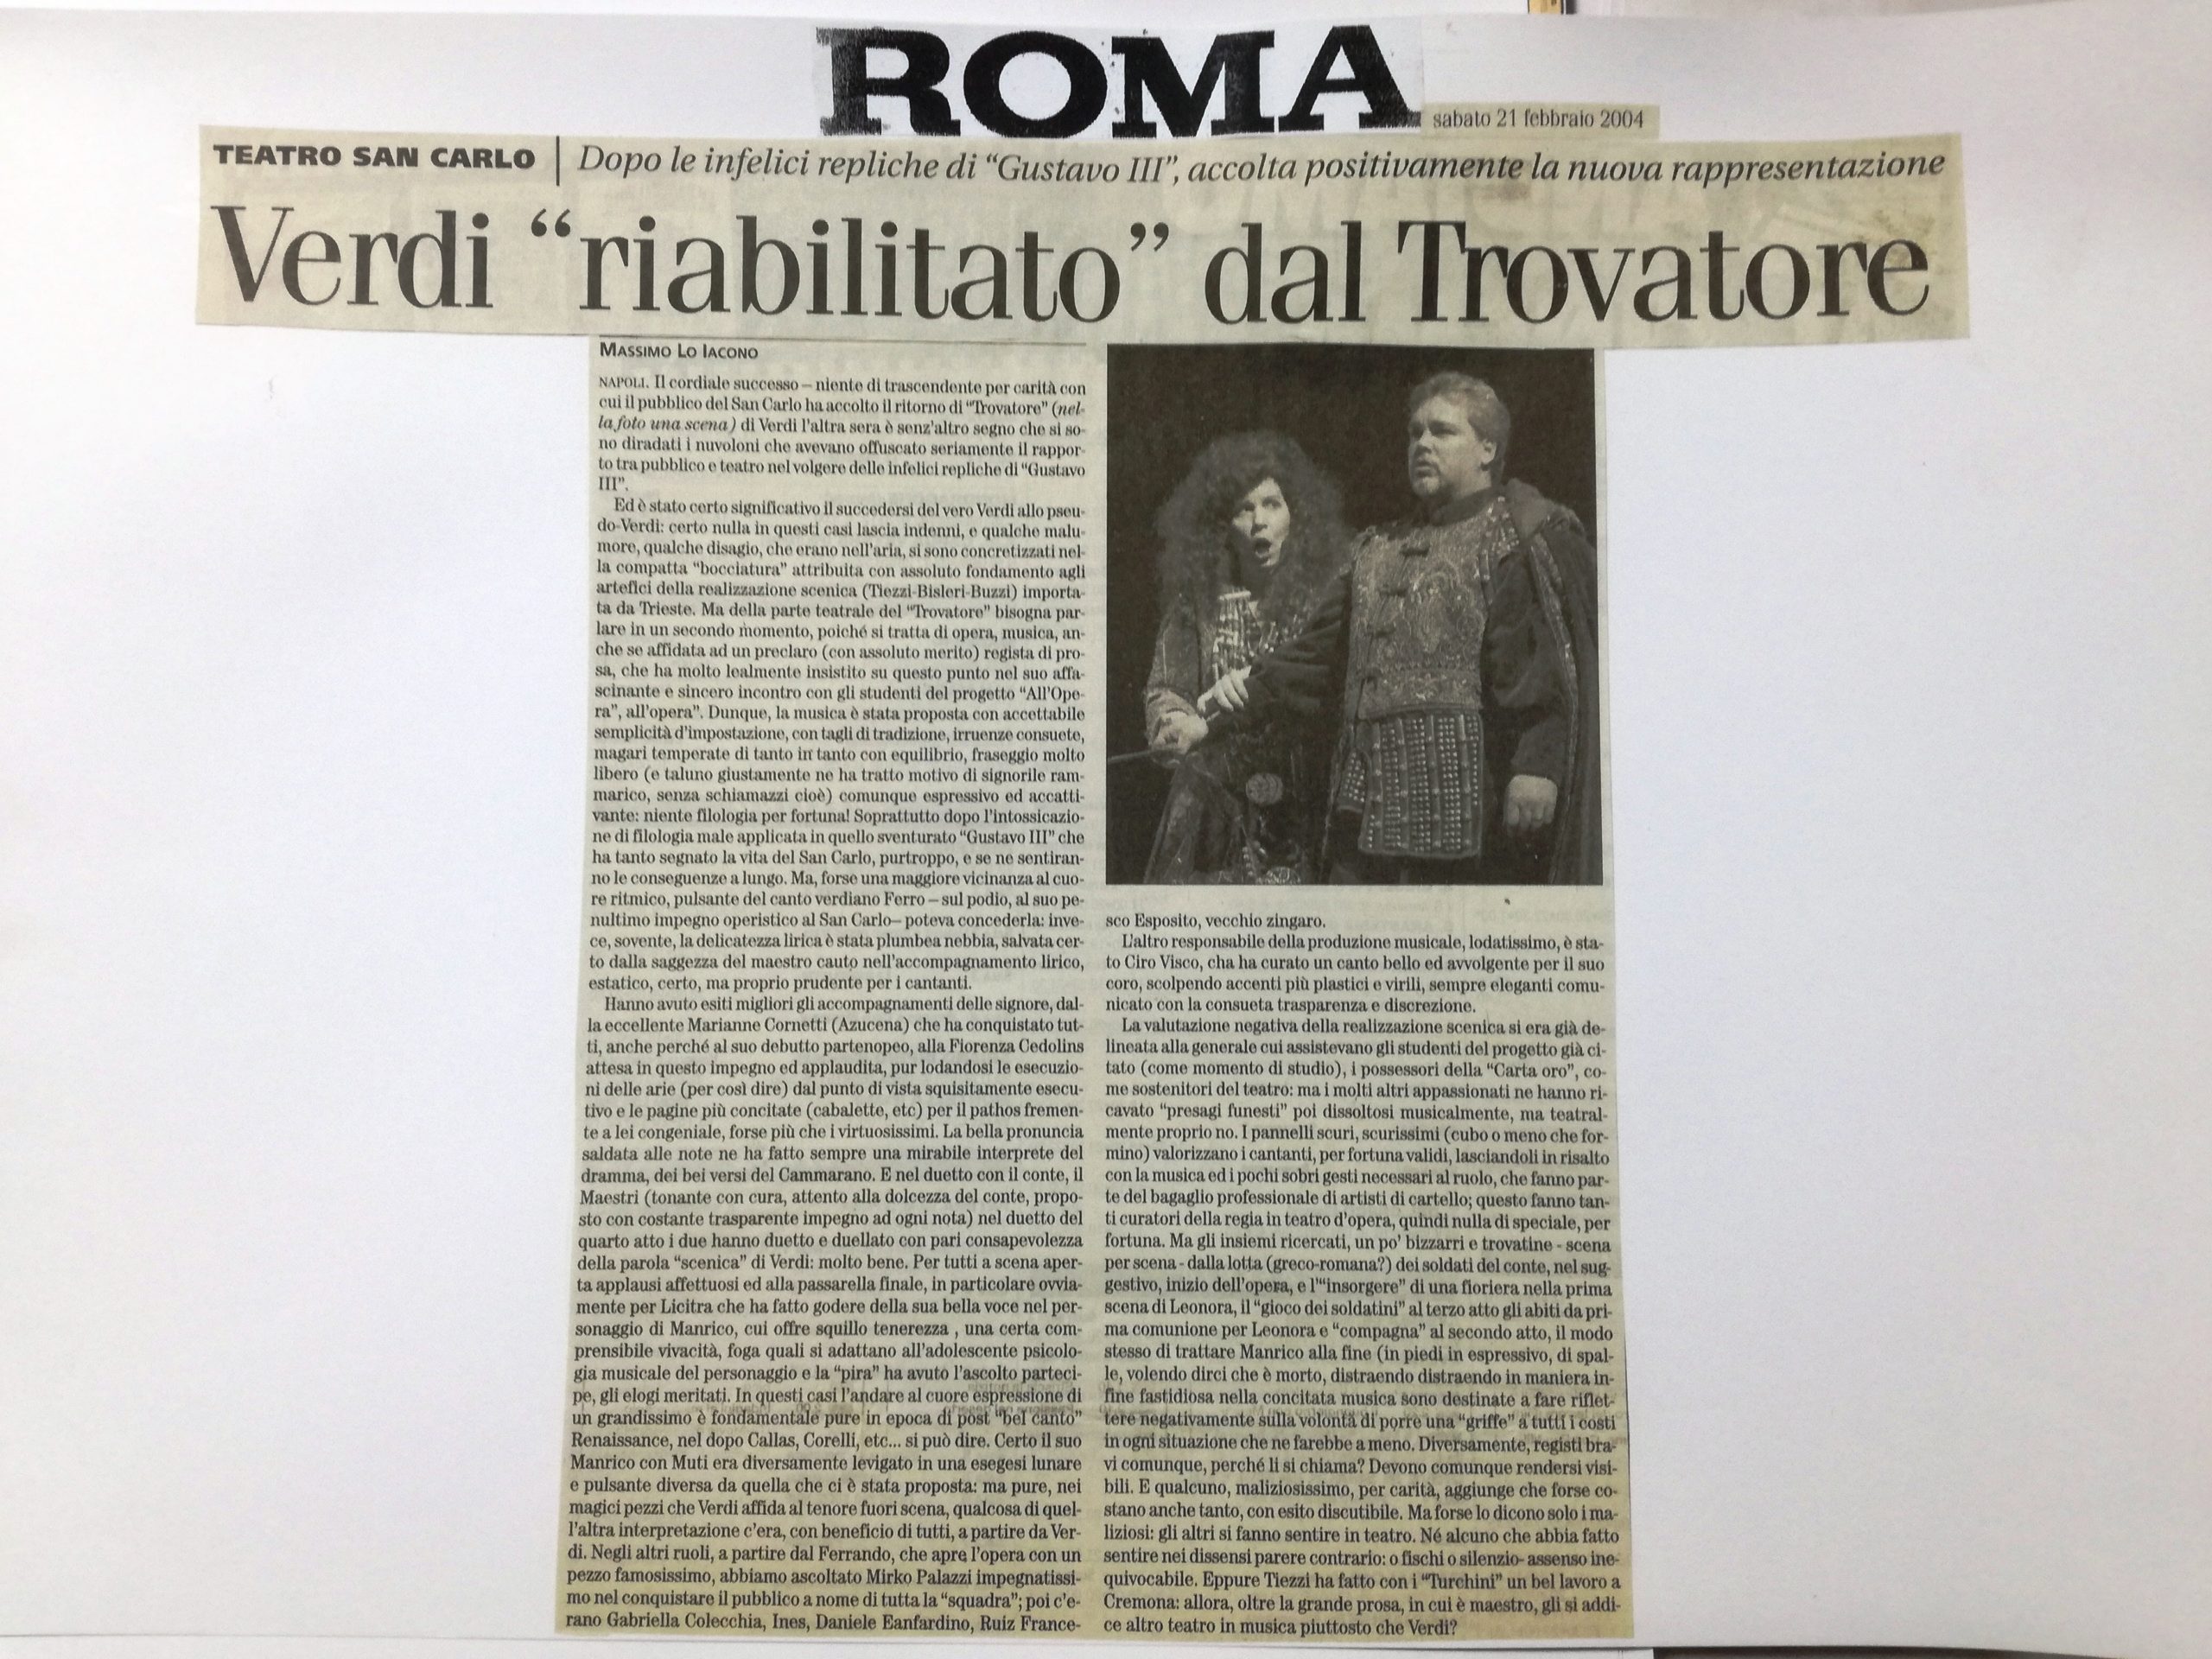 ROMA
sabato 21 febbraio 2004
TEATRO SAN CARLO | Dopo le infelici repliche di “Gustavo III”, accolta positivamente la nuova rappresentazione
Verdi “riabilitato” dal Trovatore
MASSIMO LO IACONO
NAPOLI. Il cordiale successo – niente di trascendente per carità con
cui il pubblico del San Carlo ha accolto il ritorno di “Trovatore” (nel-
la foto una scena) di Verdi l'altra sera è senz'altro segno che si so-
no diradati i nuvoloni che avevano offuscato seriamente il rappor-
to tra pubblico e teatro nel volgere delle infelici repliche di “Gustavo
III”.
Ed è stato certo significativo il succedersi del vero Verdi allo pseu-
do-Verdi: certo nulla in questi casi lascia indenni, e qualche malu-
more, qualche disagio, che erano nell'aria, si sono concretizzati nel-
la compatta “bocciatura” attribuita con assoluto fondamento agli
artefici della realizzazione scenica (Tiezzi-Bisleri-Buzzi) importa-
ta da Trieste. Ma della parte teatrale del “Trovatore” bisogna par-
lare in un secondo momento, poiché si tratta di opera, musica, an-
che se affidata ad un preclaro (con assoluto merito) regista di pro-
sa, che ha molto lealmente insistito su questo punto nel suo affa-
scinante e sincero incontro con gli studenti del progetto “All'Ope-
ra”, all'opera”. Dunque, la musica è stata proposta con accettabile
semplicità d'impostazione, con tagli di tradizione, irruenze consuete,
magari temperate di tanto in tanto con equilibrio, fraseggio molto
libero (e taluno giustamente ne ha tratto motivo di signorile ram-
marico, senza schiamazzi cioè) comunque espressivo ed accatti-
vante: niente filologia per fortuna! Soprattutto dopo l'intossicazio-
ne di filologia male applicata in quello sventurato “Gustavo III” che
ha tanto segnato la vita del San Carlo, purtroppo, e se ne sentiran-
no le conseguenze a lungo. Ma, forse una maggiore vicinanza al cuo-
re ritmico, pulsante del canto verdiano Ferro – sul podio, al suo pe-
nultimo impegno operistico al San Carlo– poteva concederla: inve-
ce, sovente, la delicatezza lirica è stata plumbea nebbia, salvata cer-
to dalla saggezza del maestro cauto nell'accompagnamento lirico,
estatico, certo, ma proprio prudente per i cantanti.
Hanno avuto esiti migliori gli accompagnamenti delle signore, dal-
la eccellente Marianne Cornetti (Azucena) che ha conquistato tut-
ti, anche perché al suo debutto partenopeo, alla Fiorenza Cedolins
attesa in questo impegno ed applaudita, pur lodandosi le esecuzio-
ni delle arie (per così dire) dal punto di vista squisitamente esecu-
tivo e le pagine più concitate (cabalette, etc) per il pathos fremen-
te a lei congeniale, forse più che i virtuosissimi. La bella pronuncia
saldata alle note ne ha fatto sempre una mirabile interprete del
dramma, dei bei versi del Cammarano. E nel duetto con il conte, il
Maestri (tonante con cura, attento alla dolcezza del conte, propo-
sto con costante trasparente impegno ad ogni nota) nel duetto del
quarto atto i due hanno duetto e duellato con pari consapevolezza
della parola “scenica” di Verdi: molto bene. Per tutti a scena aper-
ta applausi affettuosi ed alla passarella finale, in particolare ovvia-
mente per Licitra che ha fatto godere della sua bella voce nel per-
sonaggio di Manrico, cui offre squillo tenerezza , una certa com-
prensibile vivacità, foga quali si adattano all'adolescente psicolo-
gia musicale del personaggio e la “pira” ha avuto l'ascolto parteci-
pe, gli elogi meritati. In questi casi l'andare al cuore espressione di
un grandissimo è fondamentale pure in epoca di post “bel canto”
Renaissance, nel dopo Callas, Corelli, etc... si può dire. Certo il suo
Manrico con Muti era diversamente levigato in una esegesi lunare
e pulsante diversa da quella che ci è stata proposta: ma pure, nei
magici pezzi che Verdi affida al tenore fuori scena, qualcosa di quel-
l'altra interpretazione c'era, con beneficio di tutti, a partire da Ver-
di. Negli altri ruoli, a partire dal Ferrando, che apre l'opera con un
pezzo famosissimo, abbiamo ascoltato Mirko Palazzi impegnatissi-
mo nel conquistare il pubblico a nome di tutta la “squadra”; poi c'e-
rano Gabriella Colecchia, Ines, Daniele Eanfardino, Ruiz France-
sco Esposito, vecchio zingaro.
L'altro responsabile della produzione musicale, lodatissimo, è sta-
to Ciro Visco, cha ha curato un canto bello ed avvolgente per il suo
coro, scolpendo accenti più plastici e virili, sempre eleganti comu-
nicato con la consueta trasparenza e discrezione.
La valutazione negativa della realizzazione scenica si era già de-
lineata alla generale cui assistevano gli studenti del progetto già ci-
tato (come momento di studio), i possessori della “Carta oro”, co-
me sostenitori del teatro: ma i molti altri appassionati ne hanno ri-
cavato “presagi funesti” poi dissoltosi musicalmente, ma teatral-
mente proprio no. I pannelli scuri, scurissimi (cubo o meno che for-
mino) valorizzano i cantanti, per fortuna validi, lasciandoli in risalto
con la musica ed i pochi sobri gesti necessari al ruolo, che fanno par-
te del bagaglio professionale di artisti di cartello; questo fanno tan-
ti curatori della regia in teatro d'opera, quindi nulla di speciale, per
fortuna. Ma gli insiemi ricercati, un po' bizzarri e trovatine - scena
per scena - dalla lotta (greco-romana?) dei soldati del conte, nel sug-
gestivo, inizio dell'opera, e l'“insorgere” di una fioriera nella prima
scena di Leonora, il “gioco dei soldatini” al terzo atto gli abiti da pri-
ma comunione per Leonora e “compagna” al secondo atto, il modo
stesso di trattare Manrico alla fine (in piedi in espressivo, di spal-
le, volendo dirci che è morto, distraendo distraendo in maniera in-
fine fastidiosa nella concitata musica sono destinate a fare riflet-
tere negativamente sulla volontà di porre una “griffe” a tutti i costi
in ogni situazione che ne farebbe a meno. Diversamente, registi bra-
vi comunque, perché li si chiama? Devono comunque rendersi visi-
bili. E qualcuno, maliziosissimo, per carità, aggiunge che forse co-
stano anche tanto, con esito discutibile. Ma forse lo dicono solo i ma-
liziosi: gli altri si fanno sentire in teatro. Né alcuno che abbia fatto
sentire nei dissensi parere contrario: o fischi o silenzio- assenso ine-
quivocabile. Eppure Tiezzi ha fatto con i “Turchini” un bel lavoro a
Cremona: allora, oltre la grande prosa, in cui è maestro, gli si addi-
ce altro teatro in musica piuttosto che Verdi?